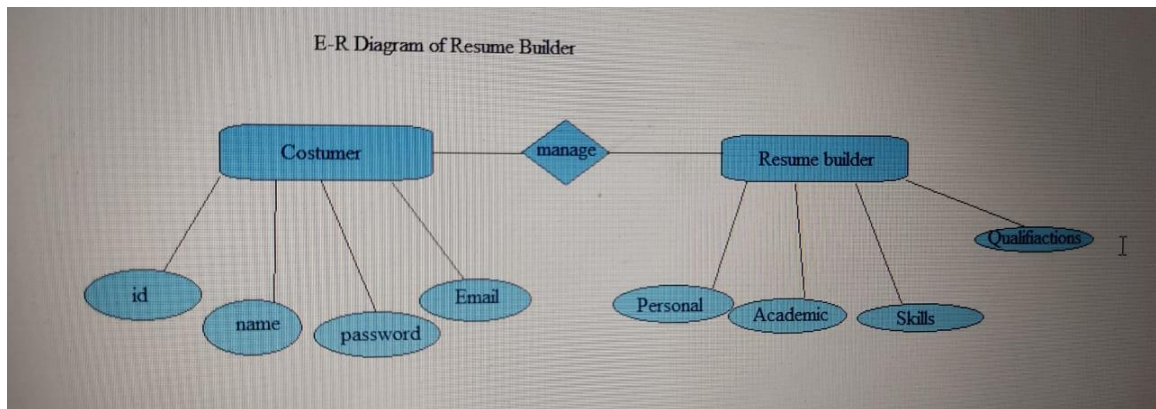 E-R Diagram of Resume Builder
Costumer
manage
Resume builder
Qualifiactions
id
name
password
Email
Personal
Academic
Skills